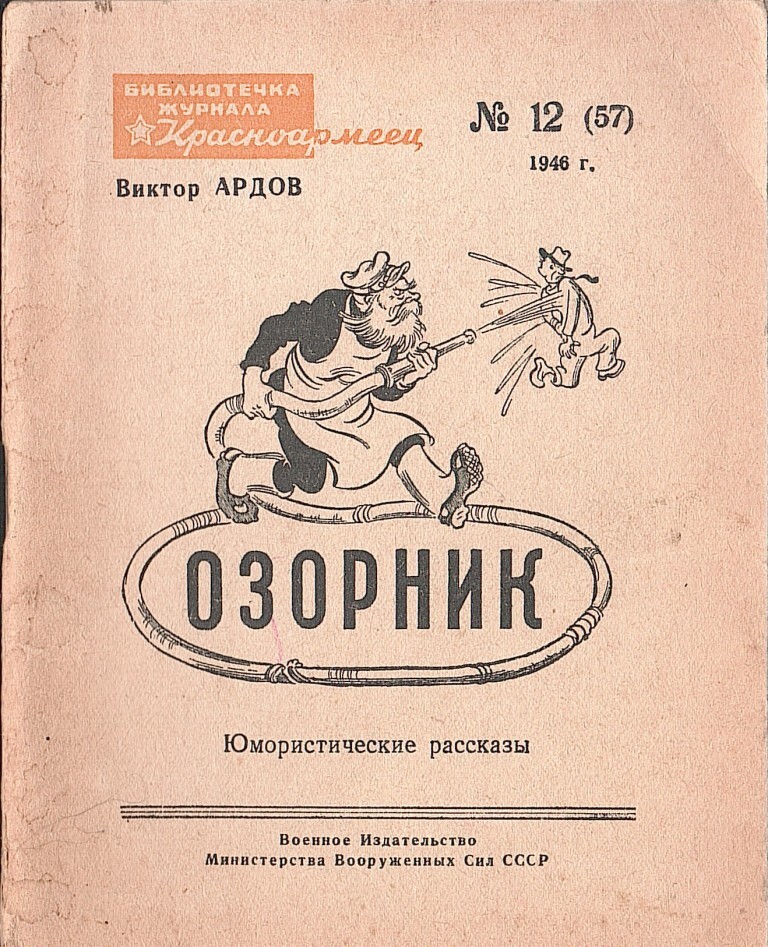 БИБЛИОТЕЧКА
ЖУРНАЛА
Красноармеец
№ 12 (57)
1946 г.
Виктор АРДОВ
ОЗОРНИК
Юмористические рассказы
Военное Издательство
Министерства Вооруженных Сил СССР